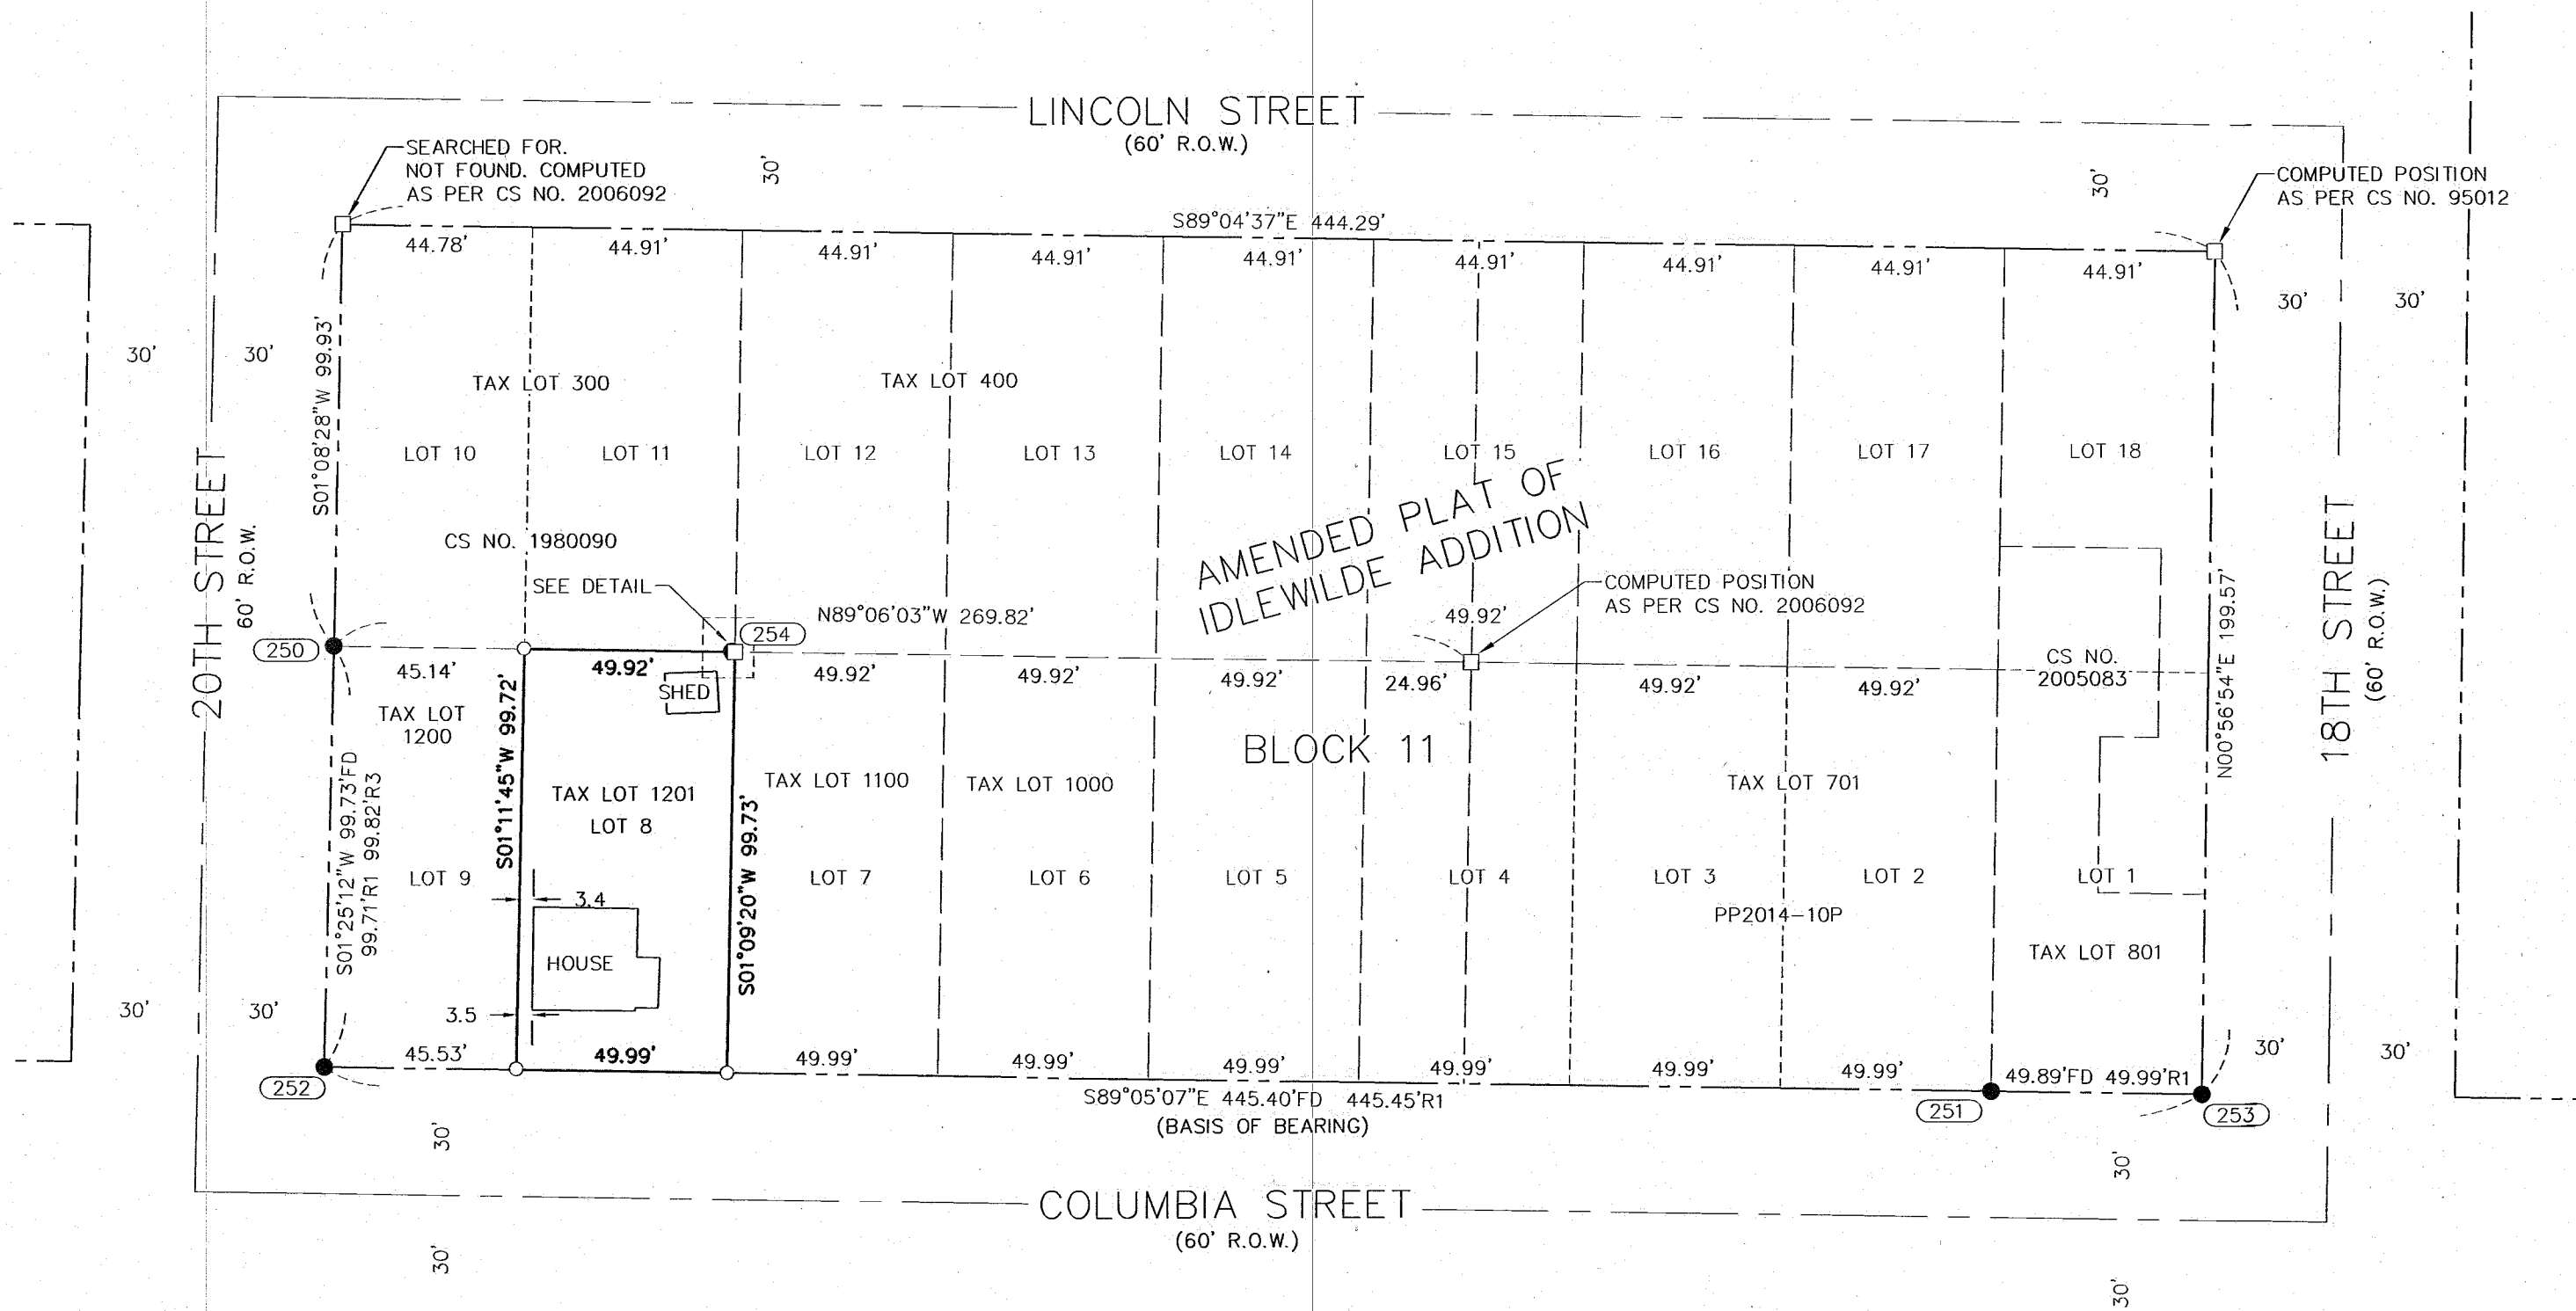 LINCOLN STREET
(60' R.O.W.)
30'
30'
SEARCHED FOR.
NOT FOUND. COMPUTED
AS PER CS NO. 2006092
COMPUTED POSITION
AS PER CS NO. 95012
S89°04'37"E 444.29'
44.78'
44.91'
44.91'
44.91'
44.91'
44.91'
44.91'
44.91'
44.91'
30'
30'
30'
30'
S01°08'28"W 99.93'
TAX LOT 300
TAX LOT 400
LOT 10
LOT 11
LOT 12
LOT 13
LOT 14
LOT 15
LOT 16
LOT 17
LOT 18
20TH STREET
60' R.O.W.
CS NO. 1980090
SEE DETAIL
AMENDED PLAT OF
IDLEWILDE ADDITION
COMPUTED POSITION
AS PER CS NO. 2006092
18TH STREET
(60' R.O.W.)
N00°56'54"E 199.57'
250
254
N89°06'03"W 269.82'
49.92'
45.14'
49.92'
49.92'
49.92'
49.92'
24.96'
49.92'
49.92'
CS NO.
2005083
SHED
TAX LOT
1200
S01°11'45"W 99.72'
BLOCK 11
TAX LOT 1201
LOT 8
TAX LOT 1100
TAX LOT 1000
TAX LOT 701
S01°25'12"W 99.73'FD
99.71'R1 99.82'R3
S01°09'20"W 99.73'
LOT 9
LOT 7
LOT 6
LOT 5
LOT 4
LOT 3
LOT 2
LOT 1
3.4
PP2014-10P
HOUSE
TAX LOT 801
3.5
30'
30'
30'
30'
45.53'
49.99'
49.99'
49.99'
49.99'
49.99'
49.99'
49.99'
49.89'FD 49.99'R1
252
251
253
S89°05'07"E 445.40'FD 445.45'R1
(BASIS OF BEARING)
30'
30'
COLUMBIA STREET
(60' R.O.W.)
30'
30'